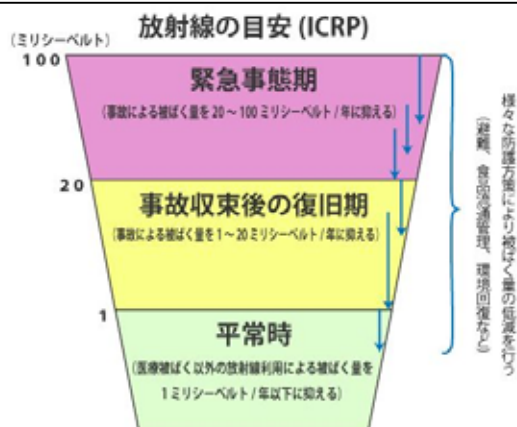 放射線の目安 (ICRP)
(ミリシーベルト)
100
緊急事態期
(事故による被ばく量を 20 ~ 100 ミリシーベルト / 年に抑える)
20
事故収束後の復旧期
(事故による被ばく量を 1 ~ 20 ミリシーベルト / 年に抑える)
1
平常時
(医療被ばく以外の放射線利用による被ばく量を
1 ミリシーベルト / 年以下に抑える)
様々な防護方策により被ばく量の低減を行う
(避難、食品流通管理、環境回復など)